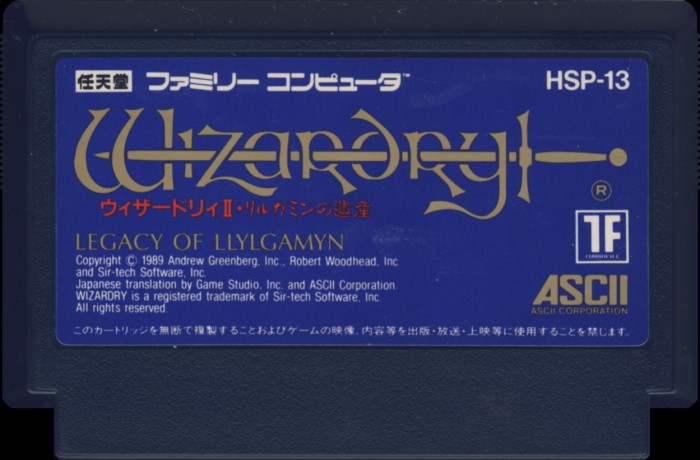 任天堂 ファミリー コンピュータ™ HSP-13
Wizardry
®
ウィザードリィⅡ・リルガミンの遺産
LEGACY OF LLYLGAMYN
Copyright © 1989 Andrew Greenberg, Inc., Robert Woodhead, Inc.
and Sir-tech Software, Inc.
Japanese translation by Game Studio, Inc. and ASCII Corporation.
WIZARDRY is a registered trademark of Sir-tech Software, Inc.
All rights reserved.
1F
ASCII
ASCII CORPORATION
このカートリッジを無断で複製することおよびゲームの映像、内容等を出版・放送・上映等に使用することを禁じます。